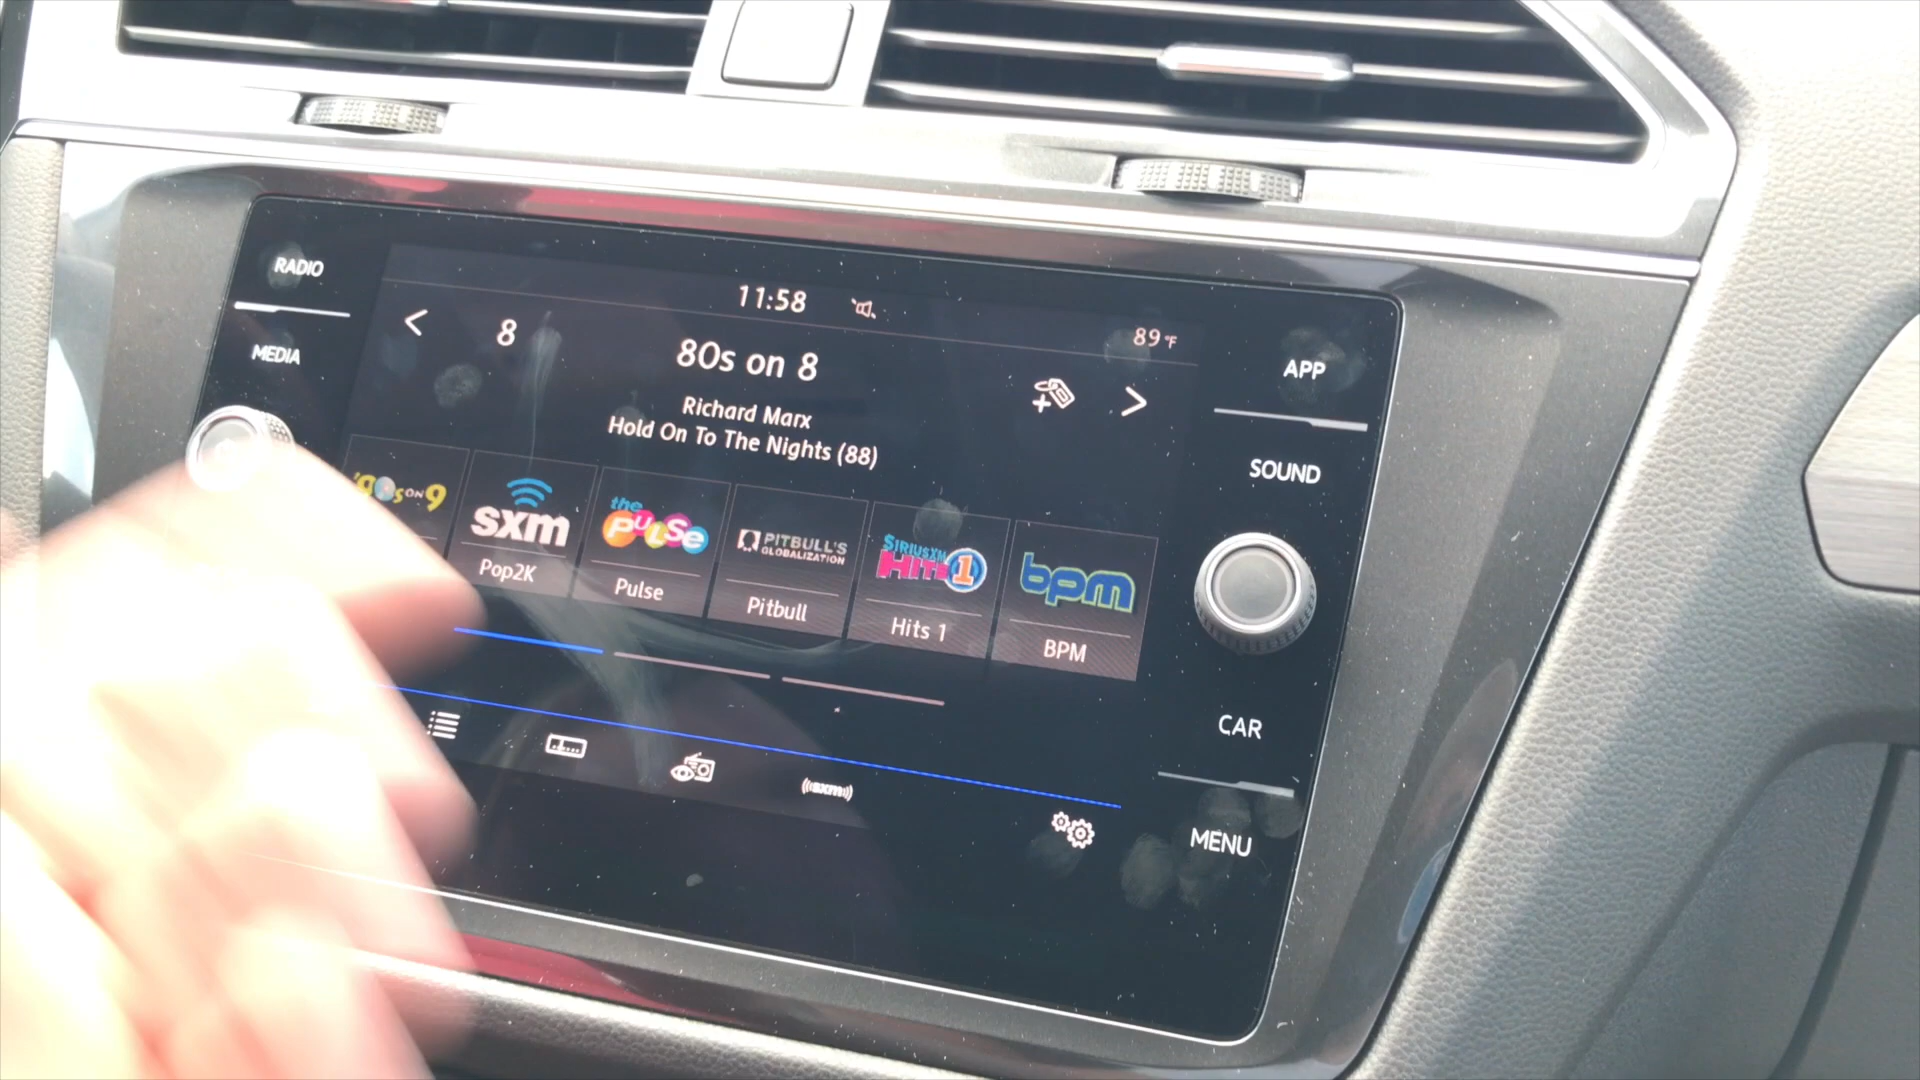 RADIO
MEDIA
11:58
89°F
8
80s on 8
Richard Marx
Hold On To The Nights (88)
sxm
Pop2K
the
PULSE
Pulse
PITBULL'S
GLOBALIZATION
Pitbull
SIRIUSXM
HITS 1
Hits 1
bpm
BPM
((sxm))
APP
SOUND
CAR
MENU